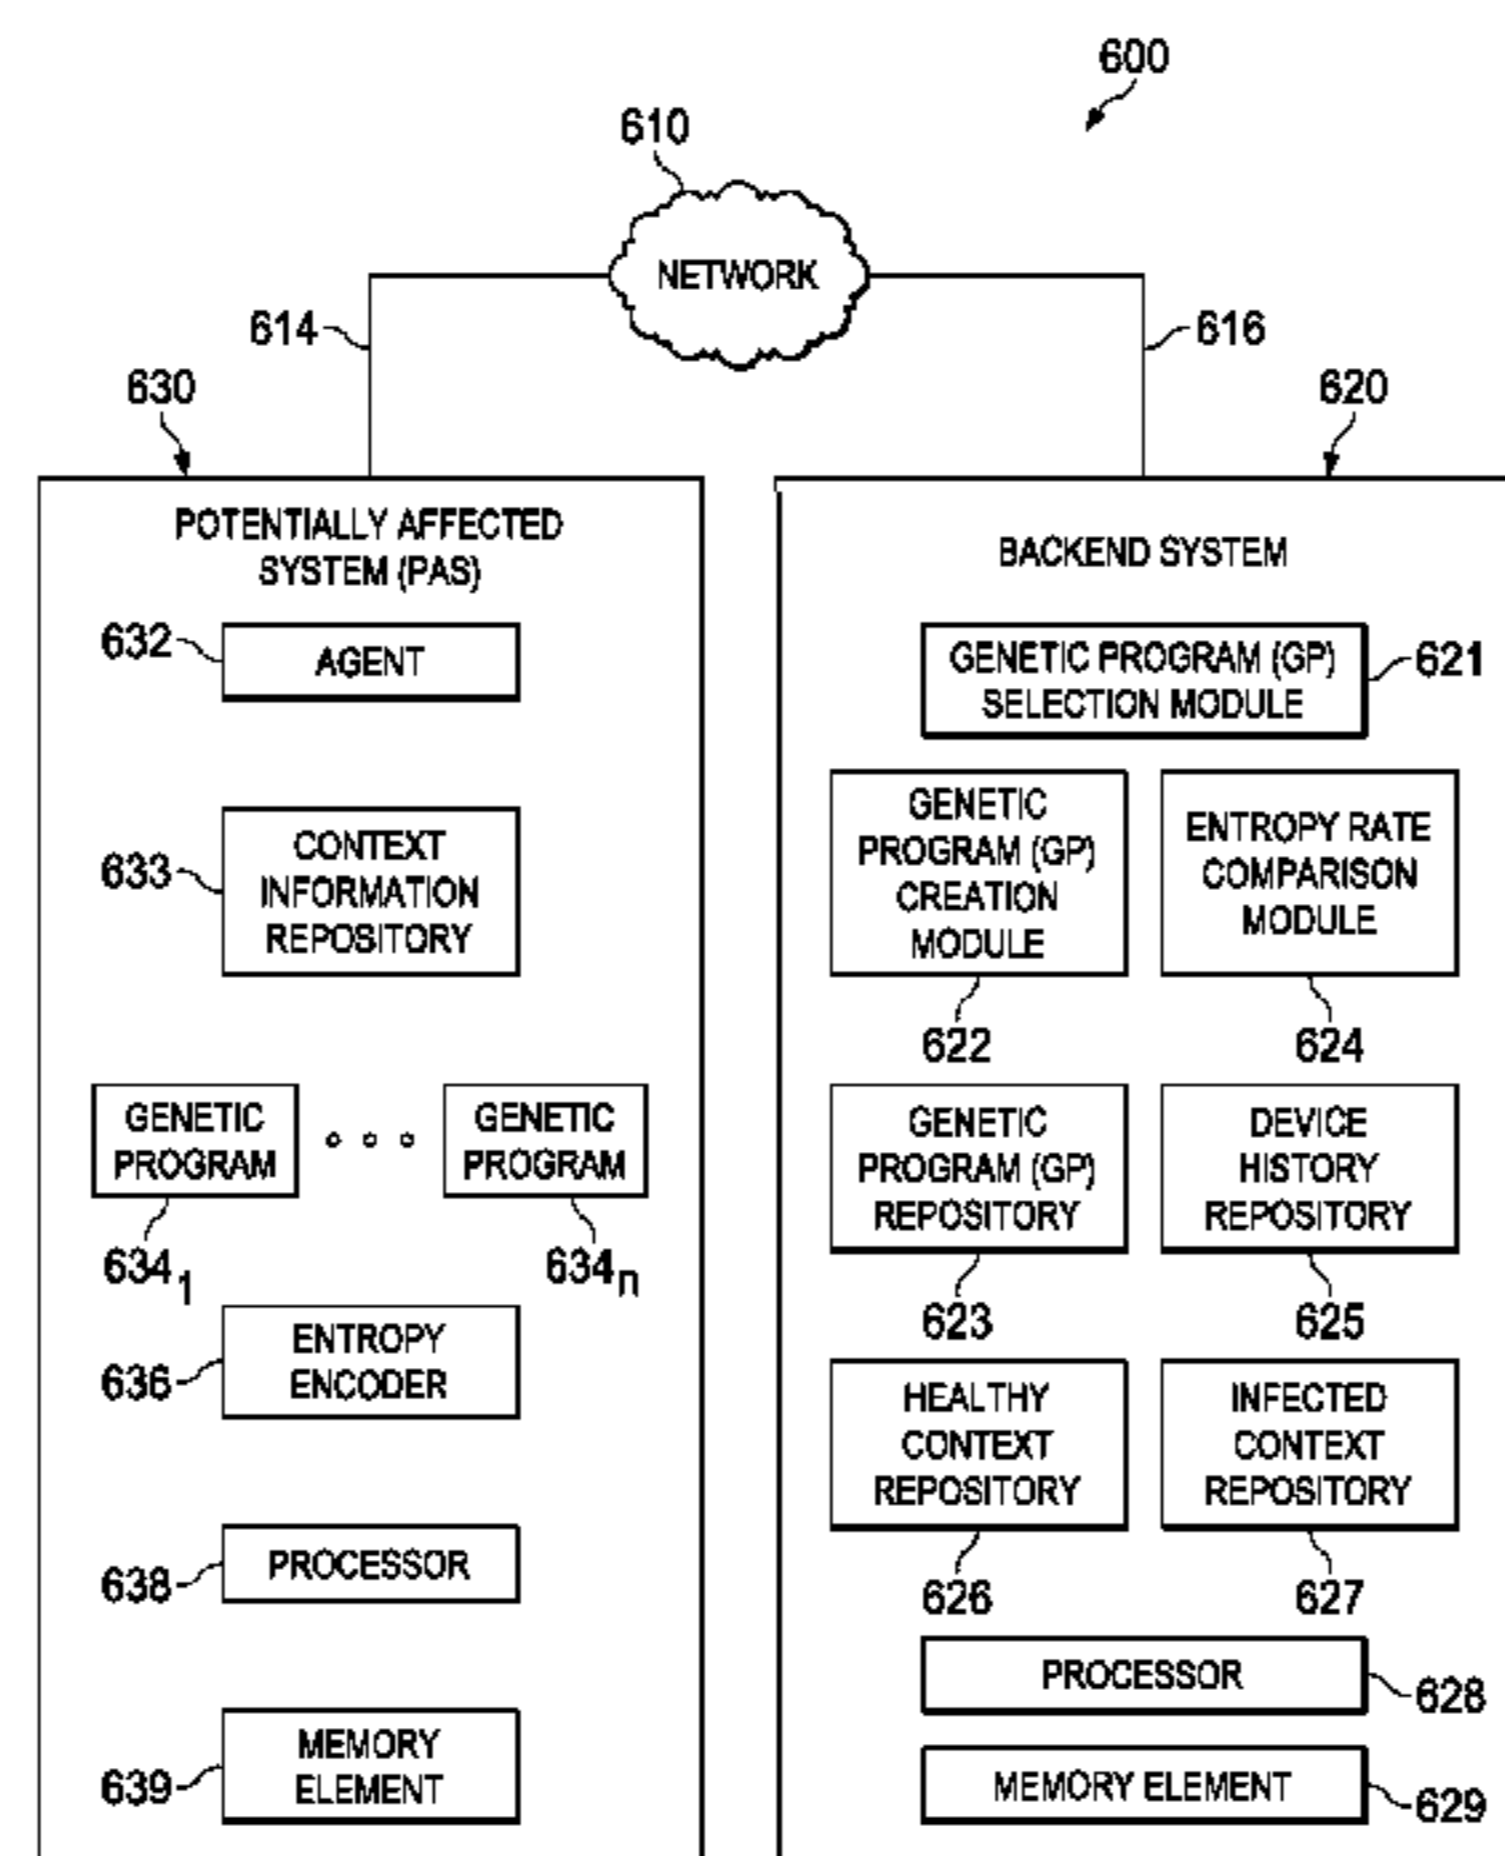 600
610
NETWORK
614
616
630
620
POTENTIALLY AFFECTED
SYSTEM (PAS)
632
AGENT
633
CONTEXT
INFORMATION
REPOSITORY
GENETIC
PROGRAM
634₁
GENETIC
PROGRAM
634ₙ
636
ENTROPY
ENCODER
638
PROCESSOR
639
MEMORY
ELEMENT
BACKEND SYSTEM
GENETIC PROGRAM (GP)
SELECTION MODULE
621
GENETIC
PROGRAM (GP)
CREATION
MODULE
622
ENTROPY RATE
COMPARISON
MODULE
624
GENETIC
PROGRAM (GP)
REPOSITORY
623
DEVICE
HISTORY
REPOSITORY
625
HEALTHY
CONTEXT
REPOSITORY
626
INFECTED
CONTEXT
REPOSITORY
627
PROCESSOR
628
MEMORY ELEMENT
629